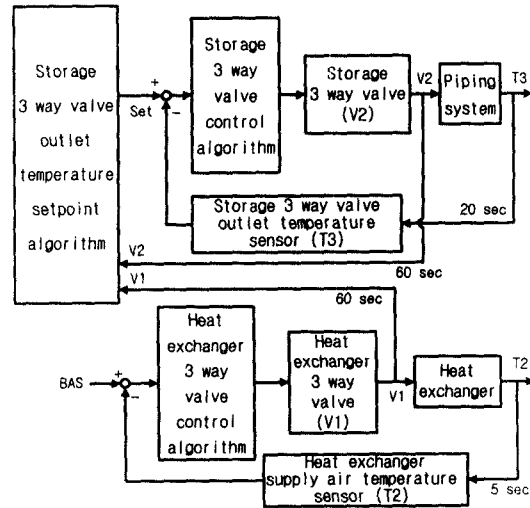 Storage
3 way valve
outlet
temperature
setpoint
algorithm
+
Set
−
Storage
3 way
valve
control
algorithm
Storage
3 way valve
(V2)
V2
Piping
system
T3
Storage 3 way valve
outlet temperature
sensor (T3)
20 sec
V2
60 sec
V1
60 sec
BAS
+
−
Heat
exchanger
3 way
valve
control
algorithm
Heat
exchanger
3 way
valve
(V1)
V1
Heat
exchanger
T2
Heat exchanger
supply air temperature
sensor (T2)
5 sec